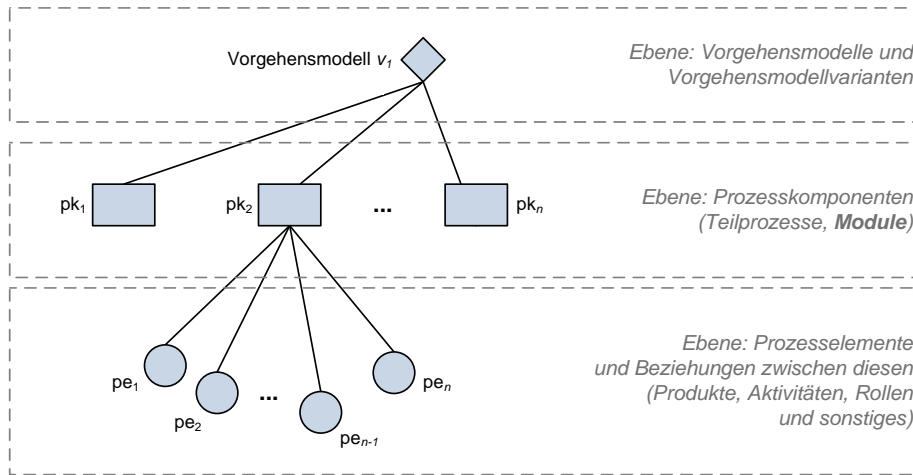 Vorgehensmodell v₁
Ebene: Vorgehensmodelle und
Vorgehensmodellvarianten
pk₁
pk₂
...
pkₙ
Ebene: Prozesskomponenten
(Teilprozesse, Module)
pe₁
pe₂
...
peₙ₋₁
peₙ
Ebene: Prozesselemente
und Beziehungen zwischen diesen
(Produkte, Aktivitäten, Rollen
und sonstiges)